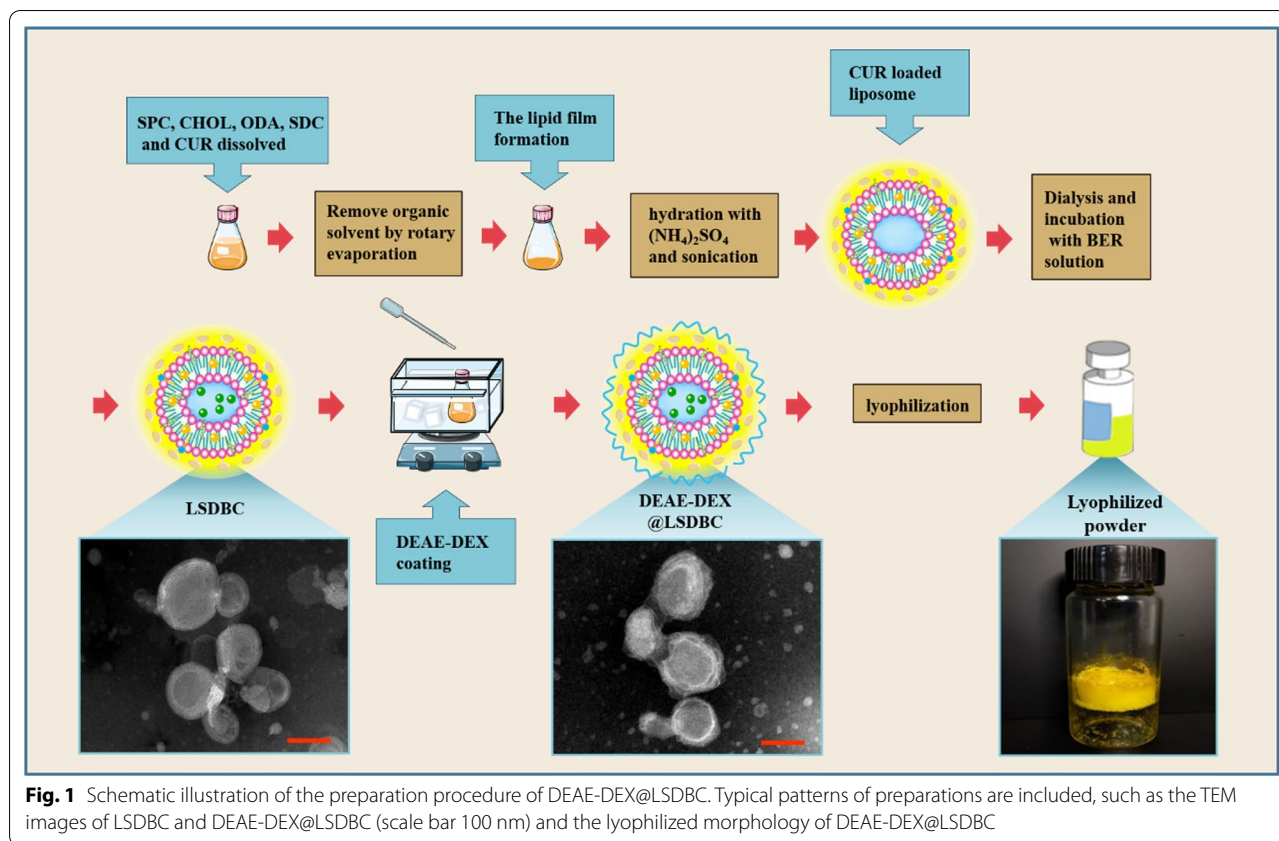 SPC, CHOL, ODA, SDC
and CUR dissolved
Remove organic
solvent by rotary
evaporation
The lipid film
formation
hydration with
(NH₄)₂SO₄
and sonication
CUR loaded
liposome
Dialysis and
incubation
with BER
solution
LSDBC
DEAE-DEX
coating
DEAE-DEX
@LSDBC
lyophilization
Lyophilized
powder
Fig. 1 Schematic illustration of the preparation procedure of DEAE-DEX@LSDBC. Typical patterns of preparations are included, such as the TEM
images of LSDBC and DEAE-DEX@LSDBC (scale bar 100 nm) and the lyophilized morphology of DEAE-DEX@LSDBC